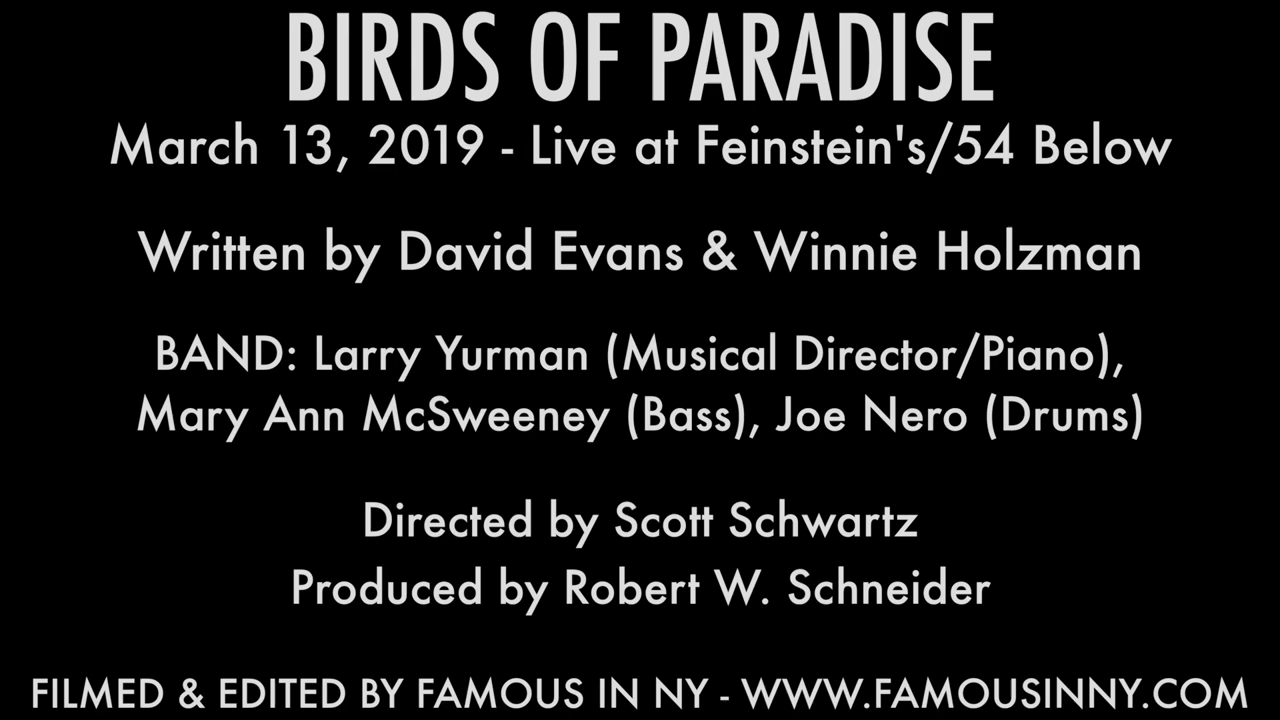 BIRDS OF PARADISE
March 13, 2019 - Live at Feinstein's/54 Below
Written by David Evans & Winnie Holzman
BAND: Larry Yurman (Musical Director/Piano),
Mary Ann McSweeney (Bass), Joe Nero (Drums)
Directed by Scott Schwartz
Produced by Robert W. Schneider
FILMED & EDITED BY FAMOUS IN NY - WWW.FAMOUSINNY.COM